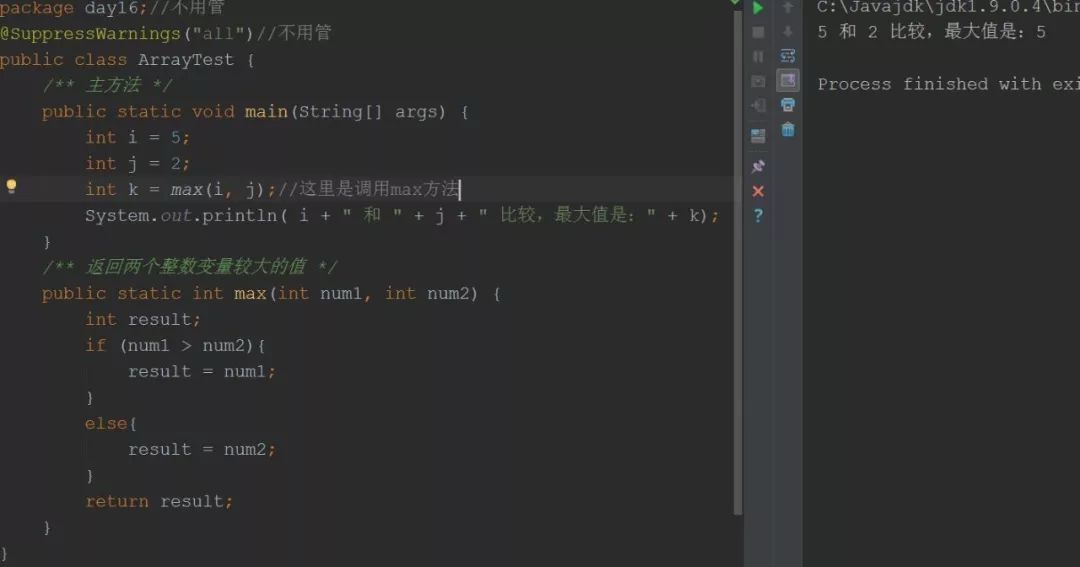 package day16;//不用管
@SuppressWarnings("all")//不用管
public class ArrayTest {
/** 主方法 */
public static void main(String[] args) {
int i = 5;
int j = 2;
int k = max(i, j);//这里是调用max方法
System.out.println( i + " 和 " + j + " 比较，最大值是：" + k);
}
/** 返回两个整数变量较大的值 */
public static int max(int num1, int num2) {
int result;
if (num1 > num2){
result = num1;
}
else{
result = num2;
}
return result;
}
}
C:\Javajdk\jdk1.9.0.4\bin
5 和 2 比较，最大值是：5
Process finished with exi